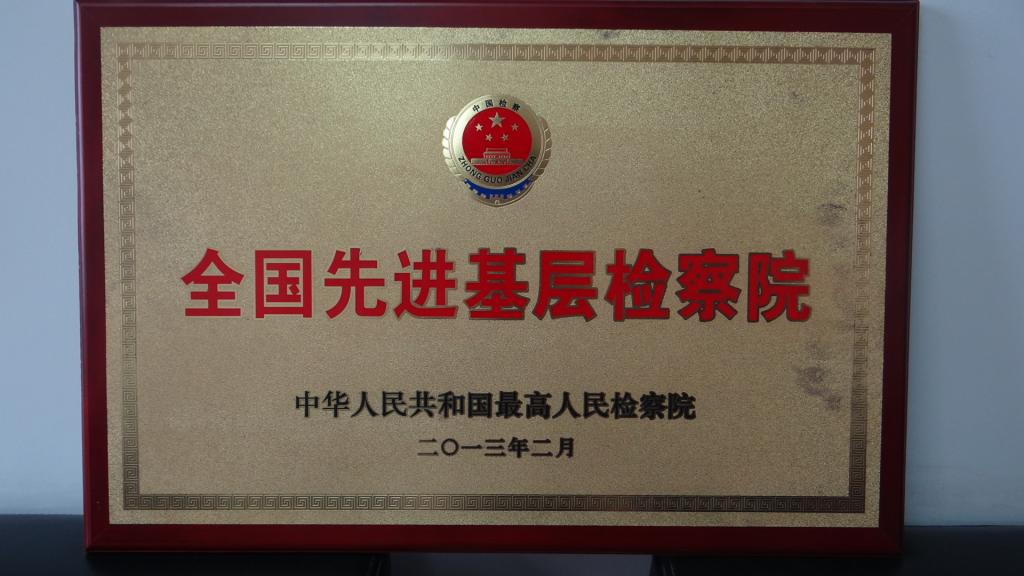 中国检察
ZHONG GUO JIAN CHA
全国先进基层检察院
中华人民共和国最高人民检察院
二〇一三年二月